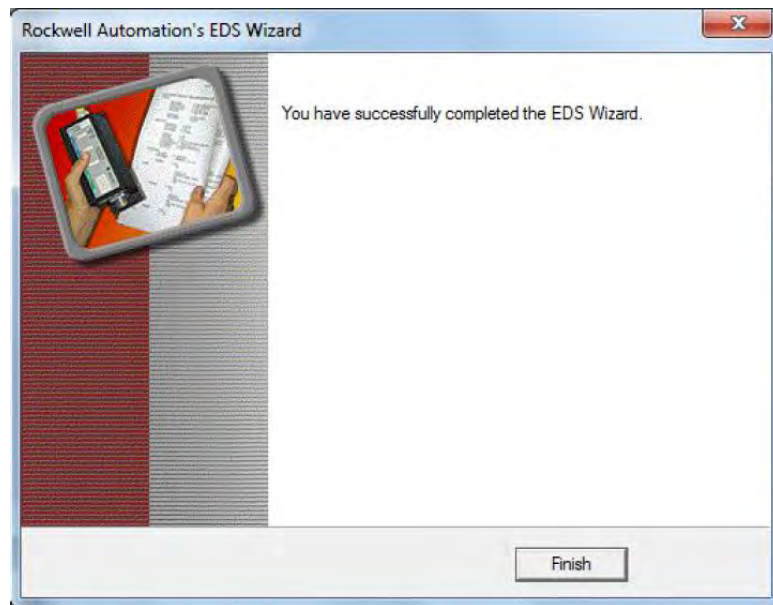 Rockwell Automation's EDS Wizard
You have successfully completed the EDS Wizard.
Finish